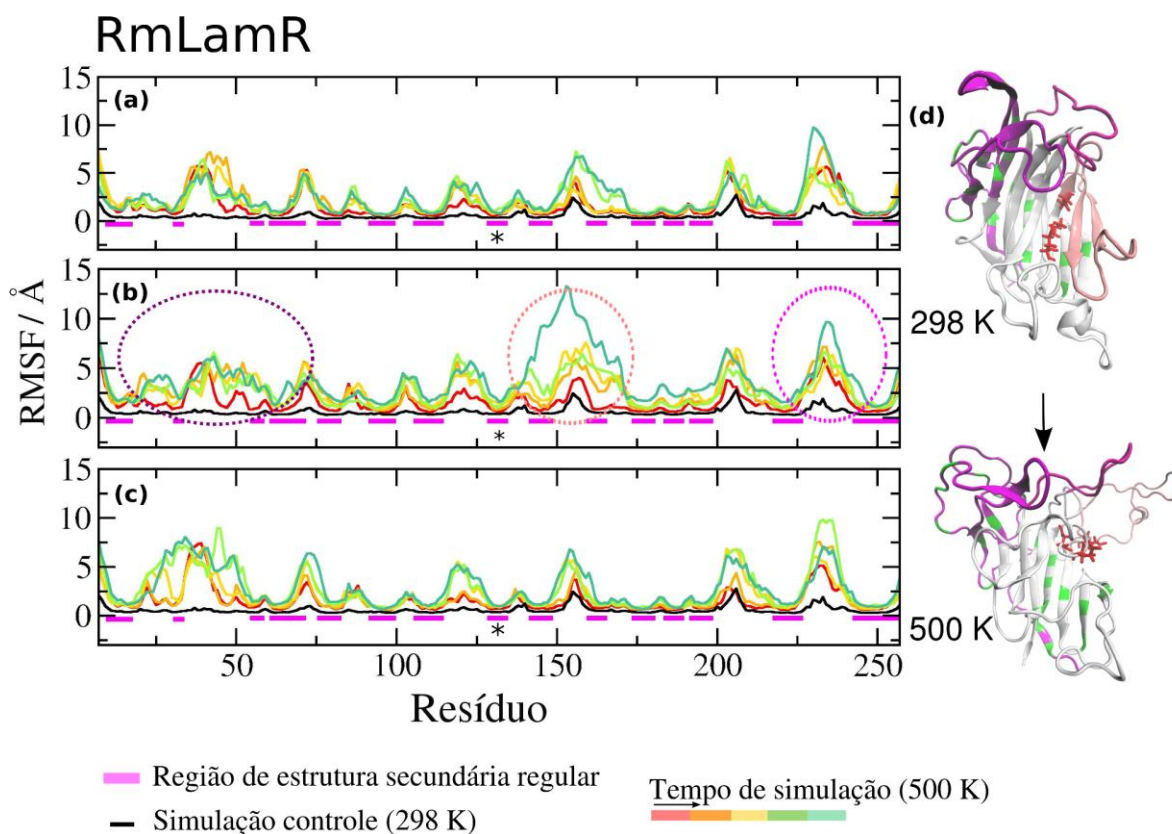 RmLamR
15
10
5
0
(a)
*
15
10
5
0
(b)
*
15
10
5
0
(c)
*
RMSF / Å
50 100 150 200 250
Resíduo
(d)
298 K
500 K
Região de estrutura secundária regular
Simulação controle (298 K)
Tempo de simulação (500 K)